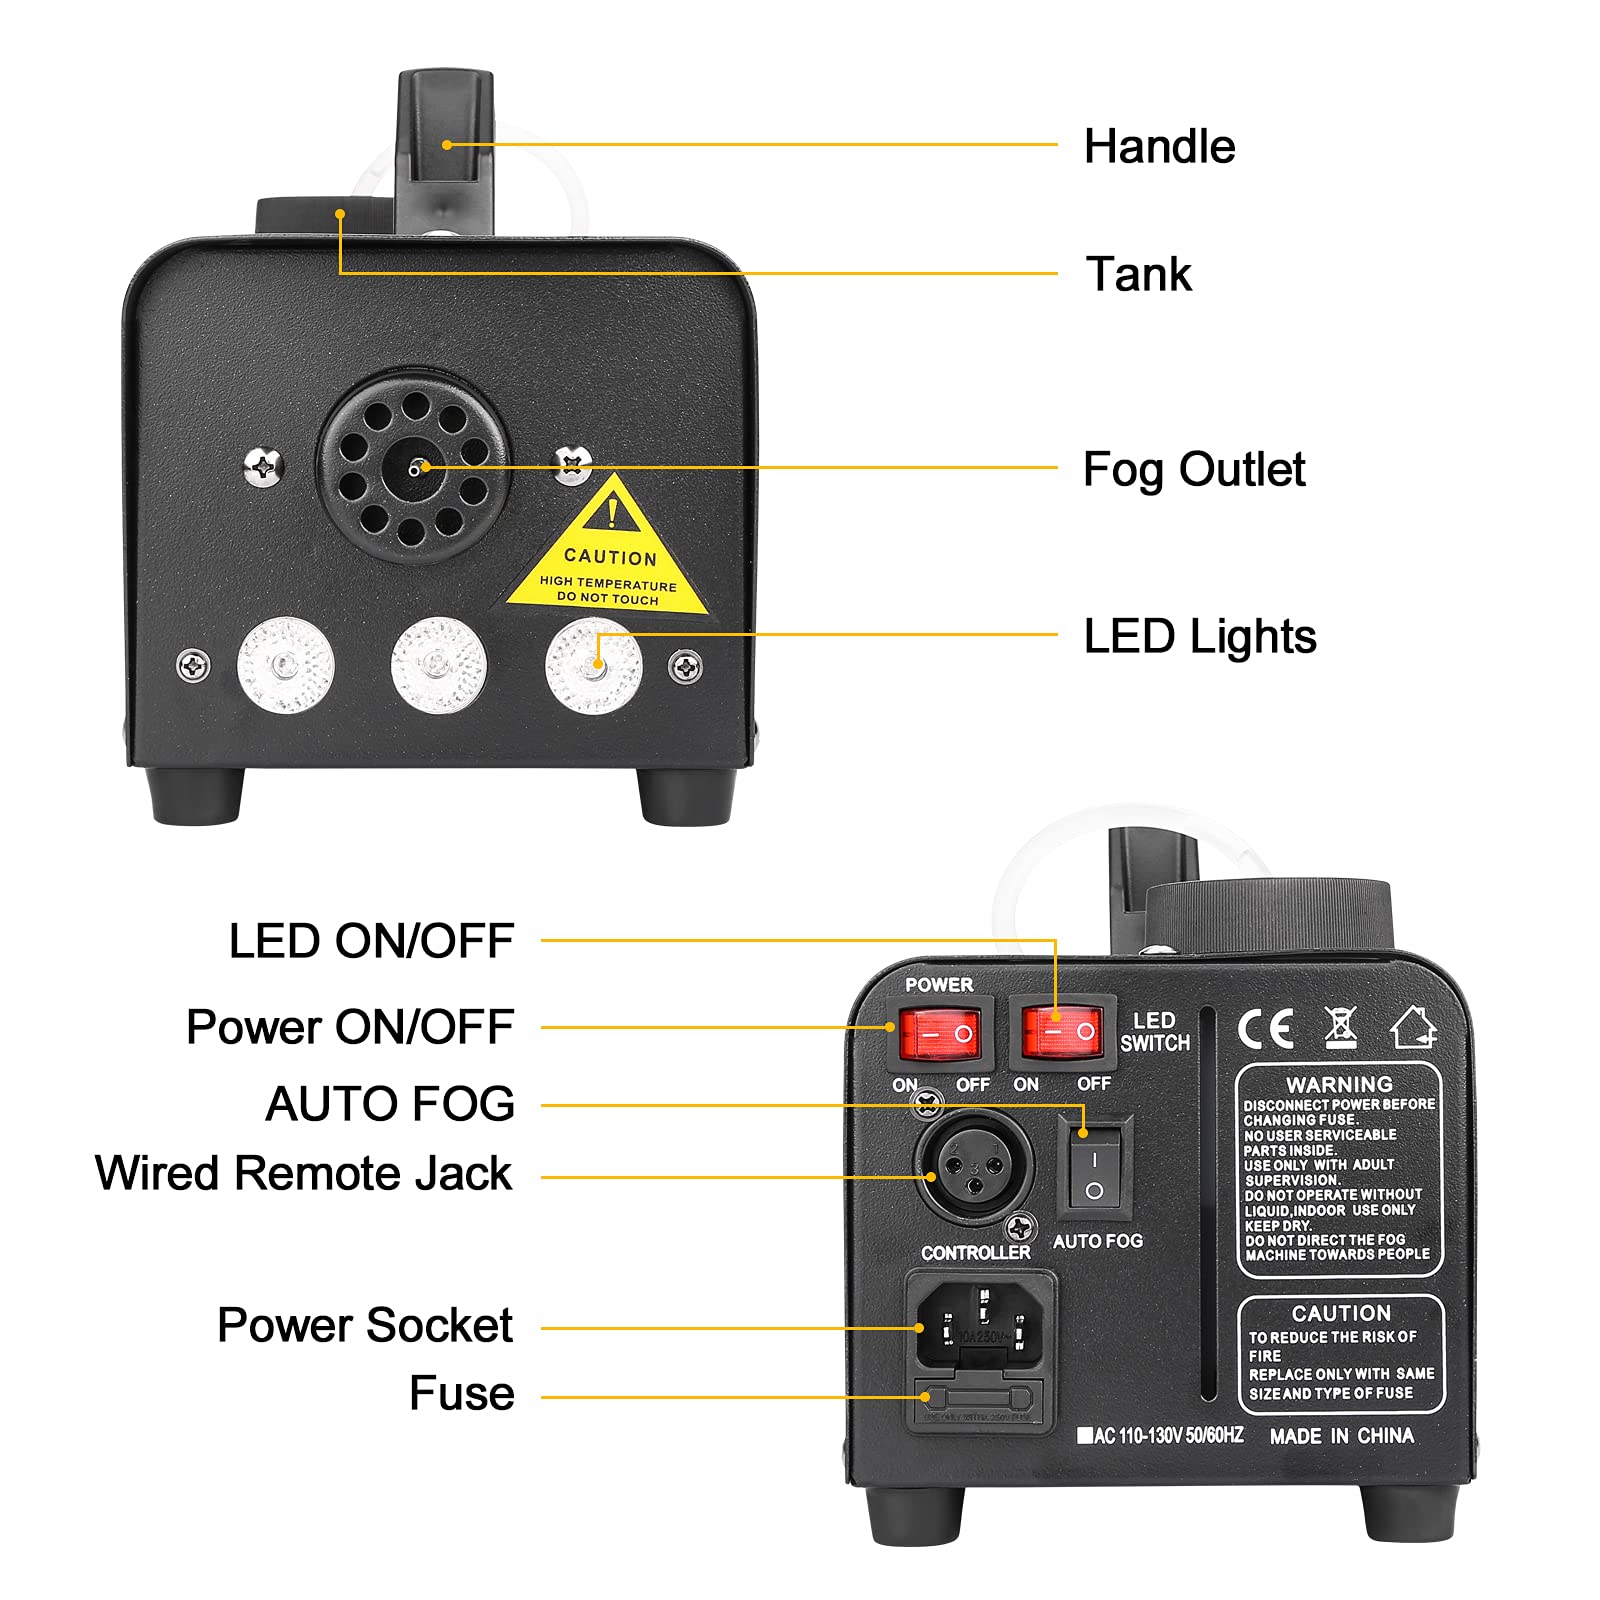 Handle
Tank
Fog Outlet
LED Lights
CAUTION
HIGH TEMPERATURE
DO NOT TOUCH
LED ON/OFF
Power ON/OFF
AUTO FOG
Wired Remote Jack
Power Socket
Fuse
POWER
ON OFF
LED
SWITCH
ON OFF
CONTROLLER
AUTO FOG
10A250V~
CE
WARNING
DISCONNECT POWER BEFORE
CHANGING FUSE.
NO USER SERVICEABLE
PARTS INSIDE.
USE ONLY WITH ADULT
SUPERVISION.
DO NOT OPERATE WITHOUT
LIQUID,INDOOR USE ONLY
KEEP DRY.
DO NOT DIRECT THE FOG
MACHINE TOWARDS PEOPLE
CAUTION
TO REDUCE THE RISK OF
FIRE
REPLACE ONLY WITH SAME
SIZE AND TYPE OF FUSE
AC 110-130V 50/60HZ
MADE IN CHINA